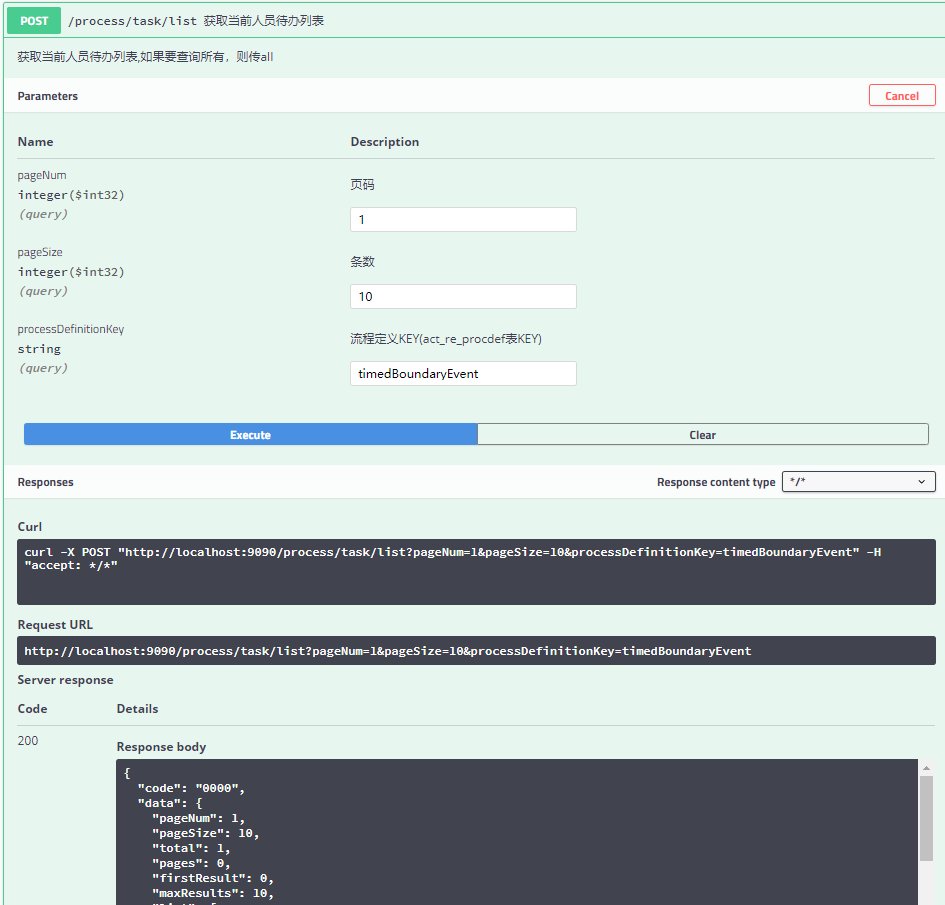 POST /process/task/list 获取当前人员待办列表
获取当前人员待办列表,如果要查询所有，则传all
Parameters
Cancel
Name Description
pageNum
integer($int32)
(query)
页码
1
pageSize
integer($int32)
(query)
条数
10
processDefinitionKey
string
(query)
流程定义KEY(act_re_procdef表KEY)
timedBoundaryEvent
Execute Clear
Responses Response content type */*
Curl
curl -X POST "http://localhost:9090/process/task/list?pageNum=1&pageSize=10&processDefinitionKey=timedBoundaryEvent" -H
"accept: */*"
Request URL
http://localhost:9090/process/task/list?pageNum=1&pageSize=10&processDefinitionKey=timedBoundaryEvent
Server response
Code Details
200
Response body
{
"code": "0000",
"data": {
"pageNum": 1,
"pageSize": 10,
"total": 1,
"pages": 0,
"firstResult": 0,
"maxResults": 10,